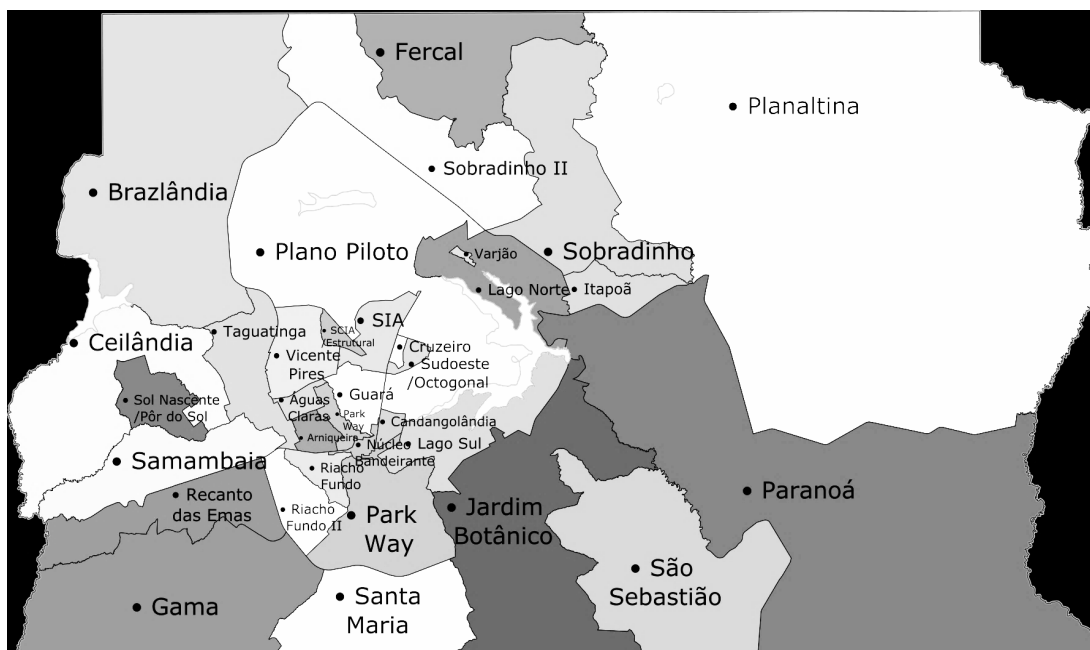 Fercal
Planaltina
Sobradinho II
Brazlândia
Plano Piloto
Varjão
Sobradinho
Lago Norte
Itapoã
SIA
Taguatinga
SCIA
/Estrutural
Ceilândia
Vicente
Pires
Cruzeiro
Sudoeste
/Octogonal
Sol Nascente
/Pôr do Sol
Águas
Claras
Guará
Park
Way
Candangolândia
Arniqueira
Núcleo
Bandeirante
Lago Sul
Samambaia
Riacho
Fundo
Recanto
das Emas
Riacho
Fundo II
Park
Way
Jardim
Botânico
Paranoá
São
Sebastião
Gama
Santa
Maria